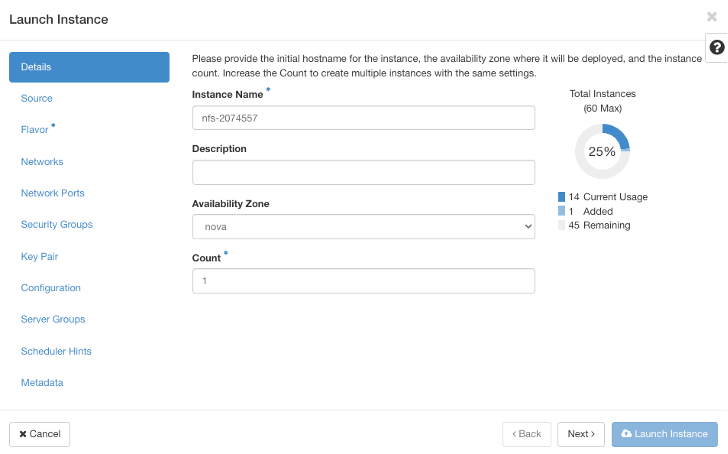 Launch Instance
Please provide the initial hostname for the instance, the availability zone where it will be deployed, and the instance
count. Increase the Count to create multiple instances with the same settings.
Details
Source
Flavor *
Networks
Network Ports
Security Groups
Key Pair
Configuration
Server Groups
Scheduler Hints
Metadata
Instance Name *
nfs-2074557
Description
Availability Zone
nova
Count *
1
Total Instances
(60 Max)
25%
14 Current Usage
1 Added
45 Remaining
× Cancel
< Back
Next >
Launch Instance
?